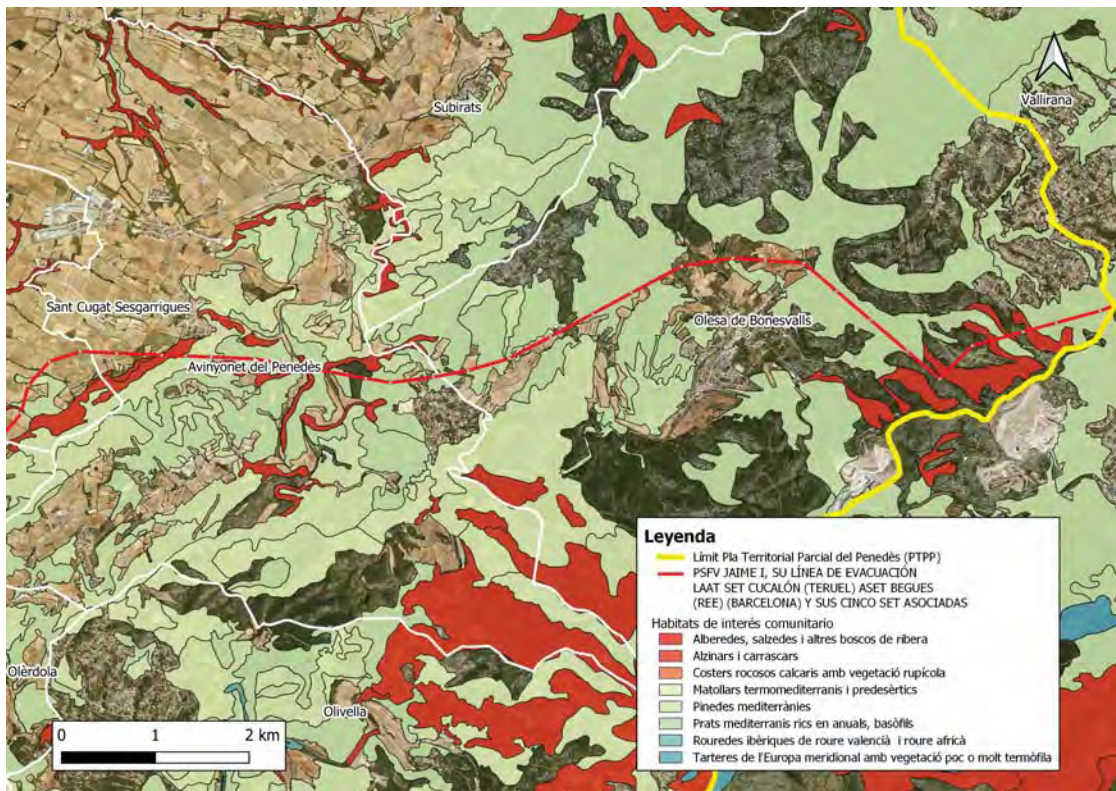 Subirats
Vallirana
Sant Cugat Sesgarrigues
Olesa de Bonesvalls
Avinyonet del Penedès
Olèrdola
Olivella
0 1 2 km
Leyenda
Límit Pla Territorial Parcial del Penedès (PTPP)
PSFV JAIME I, SU LÍNEA DE EVACUACIÓN
LAAT SET CUCALÓN (TERUEL) ASET BEGUES
(REE) (BARCELONA) Y SUS CINCO SET ASOCIADAS
Habitats de interés comunitario
Alberedes, salzedes i altres boscos de ribera
Alzinars i carrascars
Costers rocosos calcaris amb vegetació rupícola
Matollars termomediterranis i predesèrtics
Pinedes mediterrànies
Prats mediterranis rics en anuals, basòfils
Rouredes ibèriques de roure valencià i roure africà
Tarteres de l'Europa meridional amb vegetació poc o molt termòfila